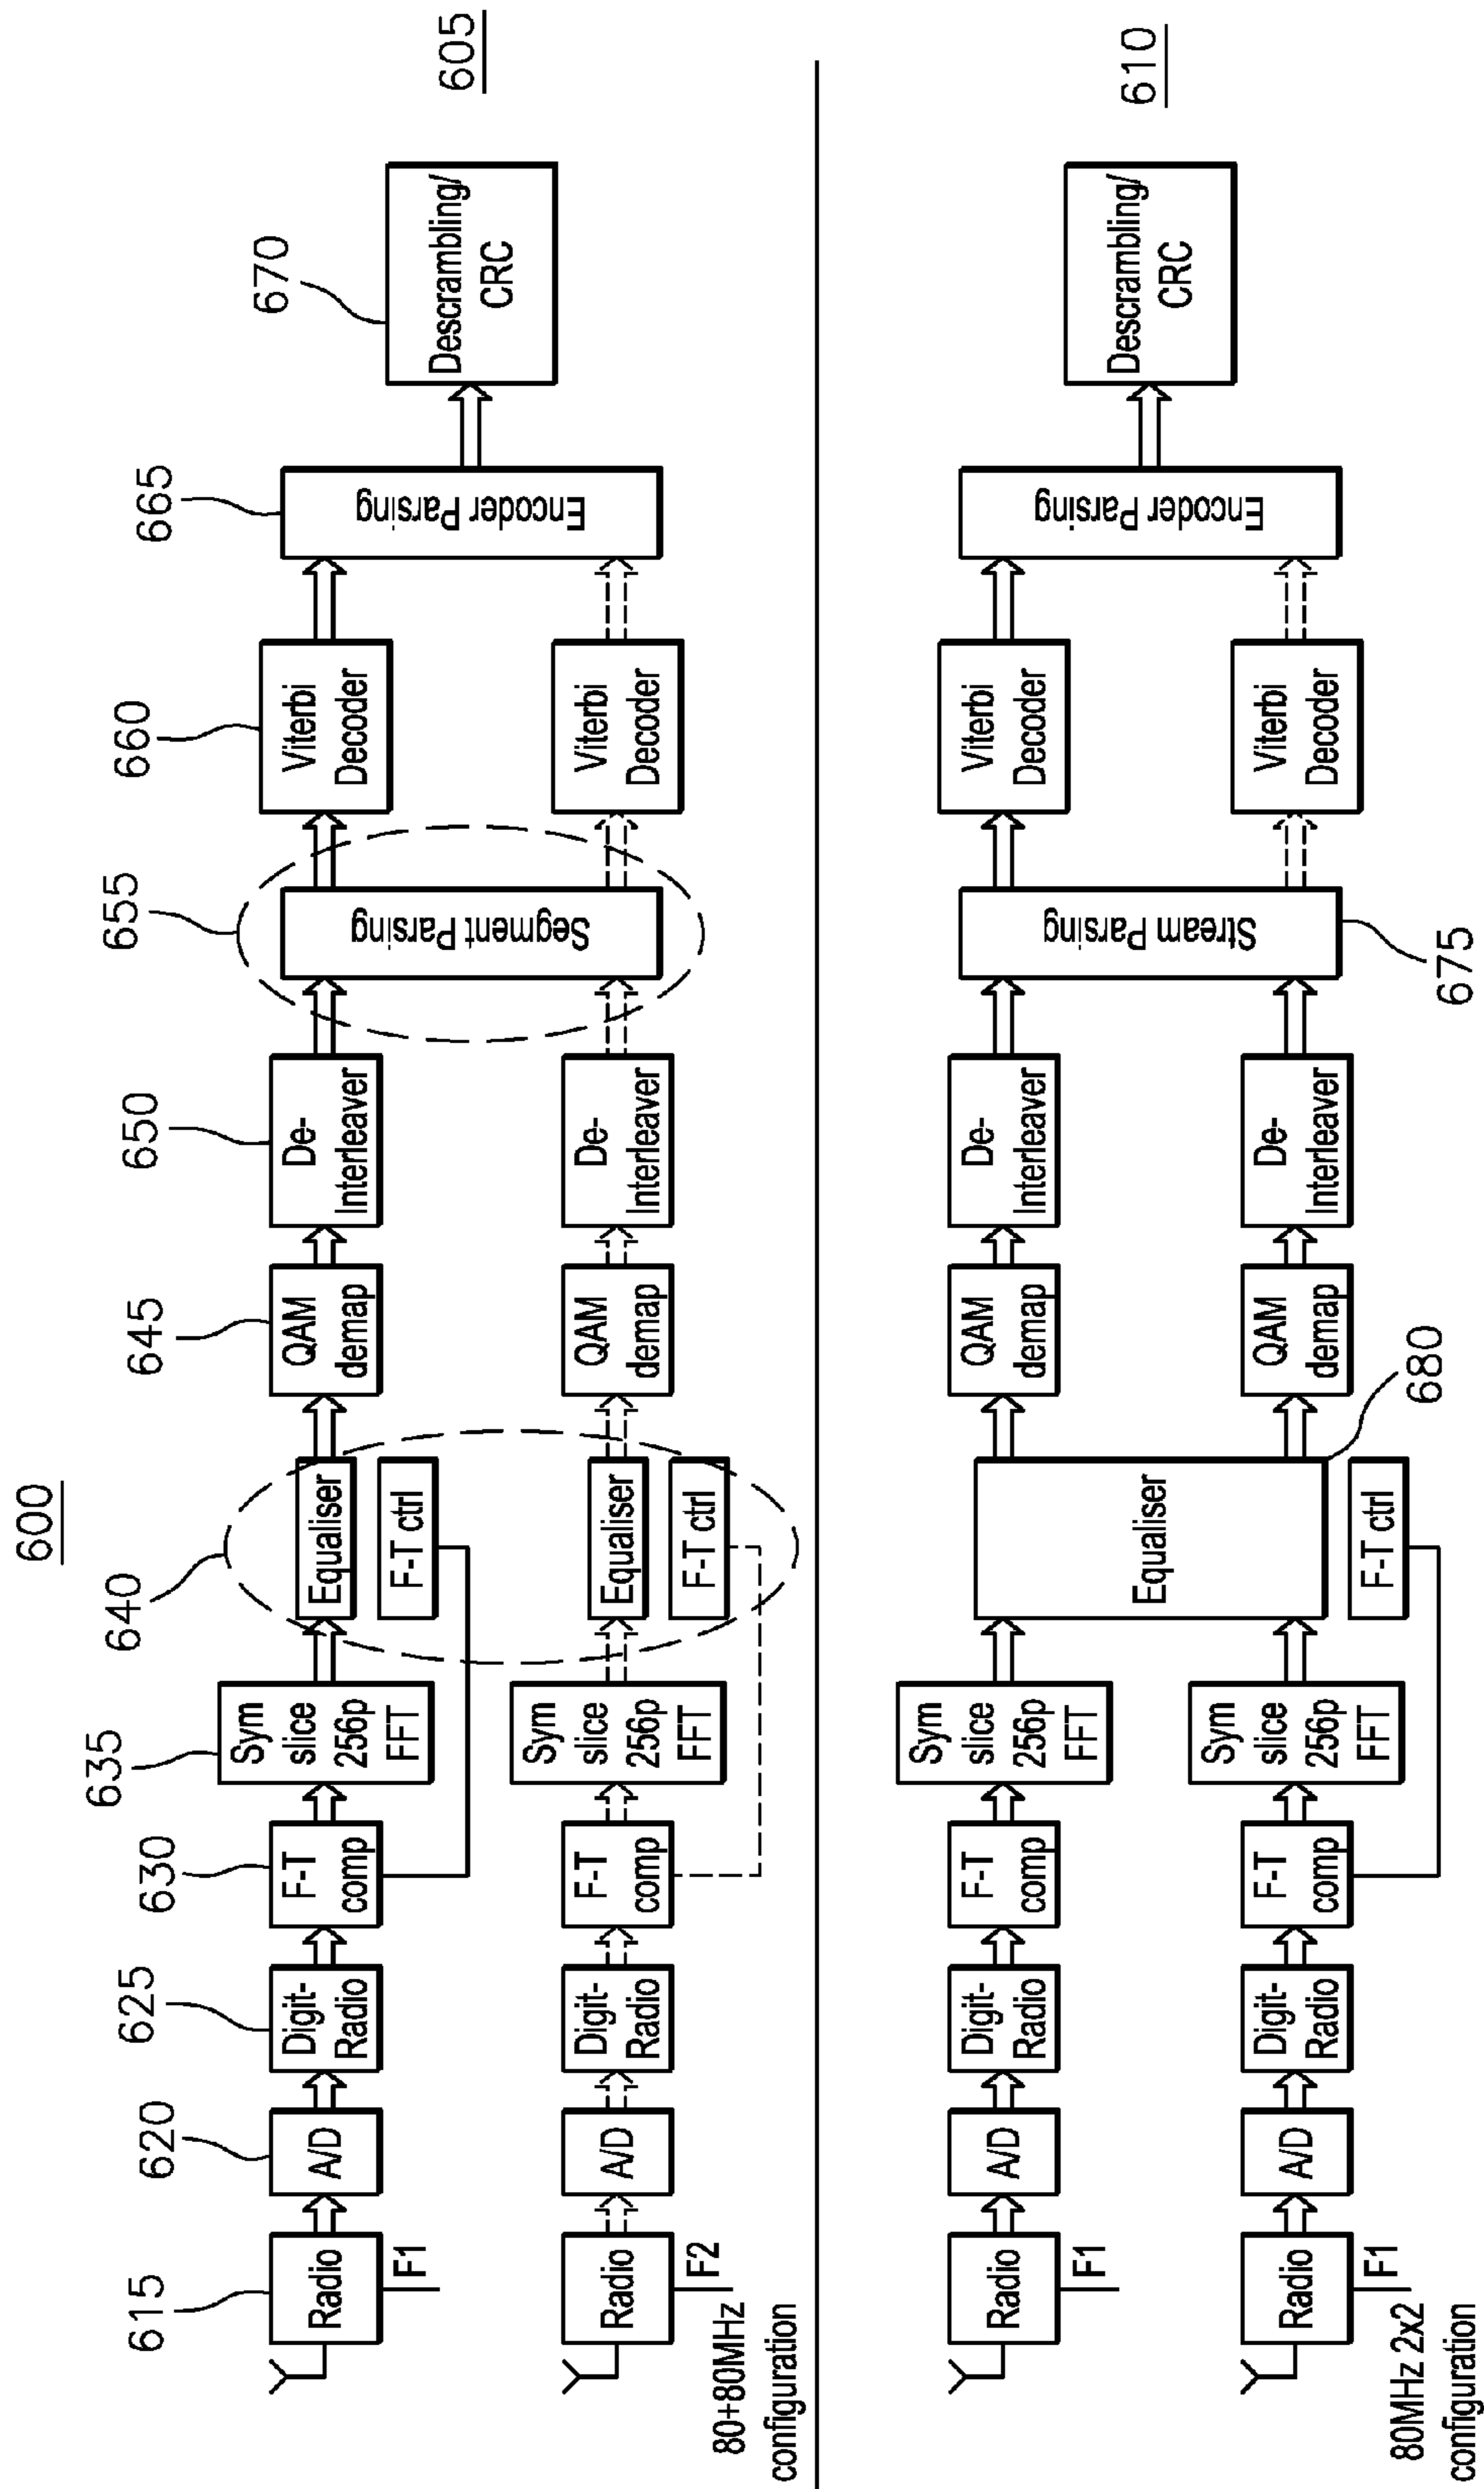 600
605
615
620
625
630
635
640
645
650
655
660
665
670
Radio
F1
A/D
Digit-
Radio
F-T
comp
Sym
slice
256p
FFT
Equaliser
F-T ctrl
QAM
demap
De-
Interleaver
Segment Parsing
Viterbi
Decoder
Encoder Parsing
Descrambling/
CRC
Radio
F2
A/D
Digit-
Radio
F-T
comp
Sym
slice
256p
FFT
Equaliser
F-T ctrl
QAM
demap
De-
Interleaver
Viterbi
Decoder
80+80MHz
configuration
610
Radio
F1
A/D
Digit-
Radio
F-T
comp
Sym
slice
256p
FFT
Equaliser
QAM
demap
De-
Interleaver
Stream Parsing
Viterbi
Decoder
Encoder Parsing
Descrambling/
CRC
Radio
F1
A/D
Digit-
Radio
F-T
comp
Sym
slice
256p
FFT
F-T ctrl
680
QAM
demap
De-
Interleaver
675
Viterbi
Decoder
80MHz 2x2
configuration